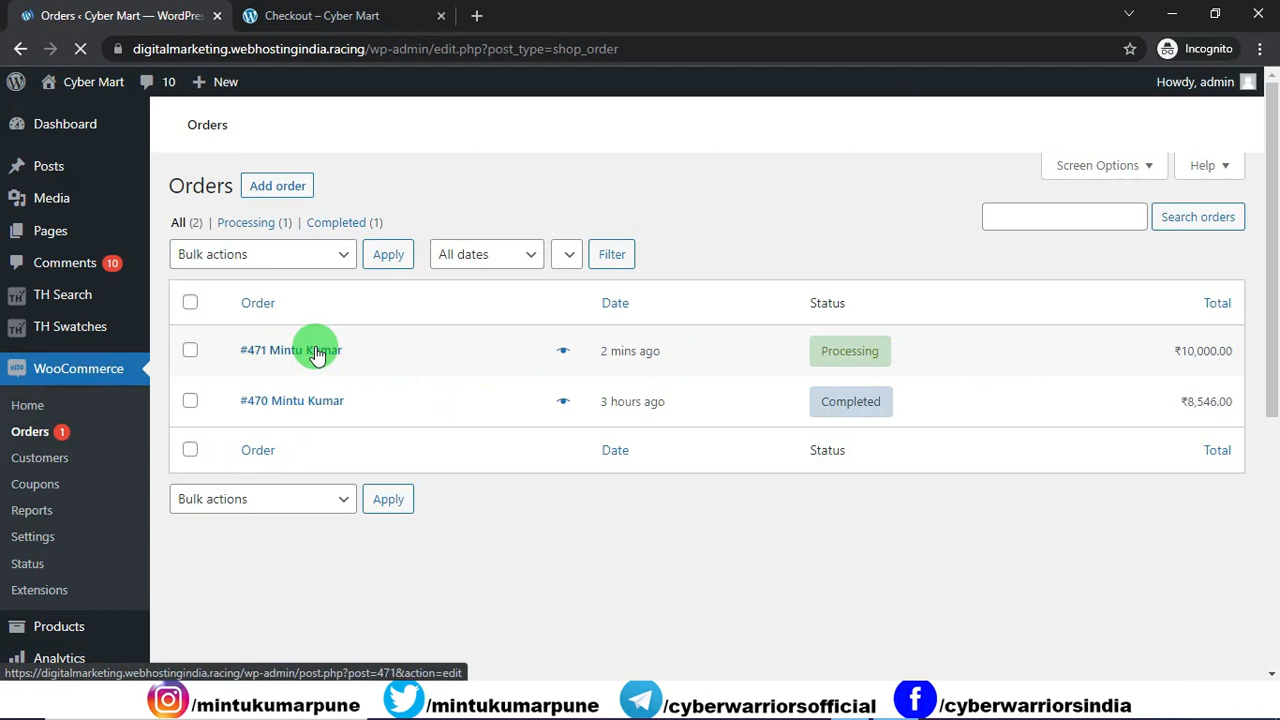 Orders ‹ Cyber Mart — WordPres
Checkout – Cyber Mart
digitalmarketing.webhostingindia.racing/wp-admin/edit.php?post_type=shop_order
Incognito
Cyber Mart
10
New
Howdy, admin
Dashboard
Posts
Media
Pages
Comments 10
TH Search
TH Swatches
WooCommerce
Home
Orders 1
Customers
Coupons
Reports
Settings
Status
Extensions
Products
Analytics
Orders
Screen Options
Help
Orders
Add order
All (2) | Processing (1) | Completed (1)
Search orders
Bulk actions
Apply
All dates
Filter
Order Date Status Total
#471 Mintu Kumar 2 mins ago Processing ₹10,000.00
#470 Mintu Kumar 3 hours ago Completed ₹8,546.00
Order Date Status Total
Bulk actions
Apply
https://digitalmarketing.webhostingindia.racing/wp-admin/post.php?post=471&action=edit
/mintukumarpune
/mintukumarpune
/cyberwarriorsofficial
/cyberwarriorsindia